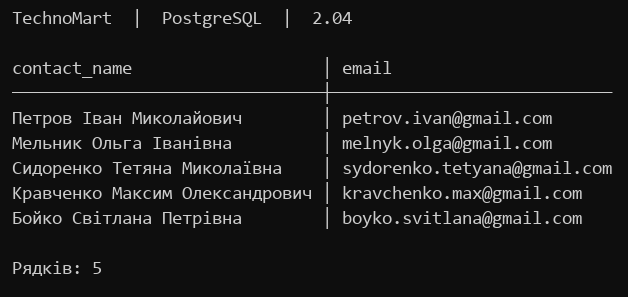 TechnoMart │ PostgreSQL │ 2.04
contact_name │ email
Петров Іван Миколайович │ petrov.ivan@gmail.com
Мельник Ольга Іванівна │ melnyk.olga@gmail.com
Сидоренко Тетяна Миколаївна │ sydorenko.tetyana@gmail.com
Кравченко Максим Олександрович │ kravchenko.max@gmail.com
Бойко Світлана Петрівна │ boyko.svitlana@gmail.com
Рядків: 5